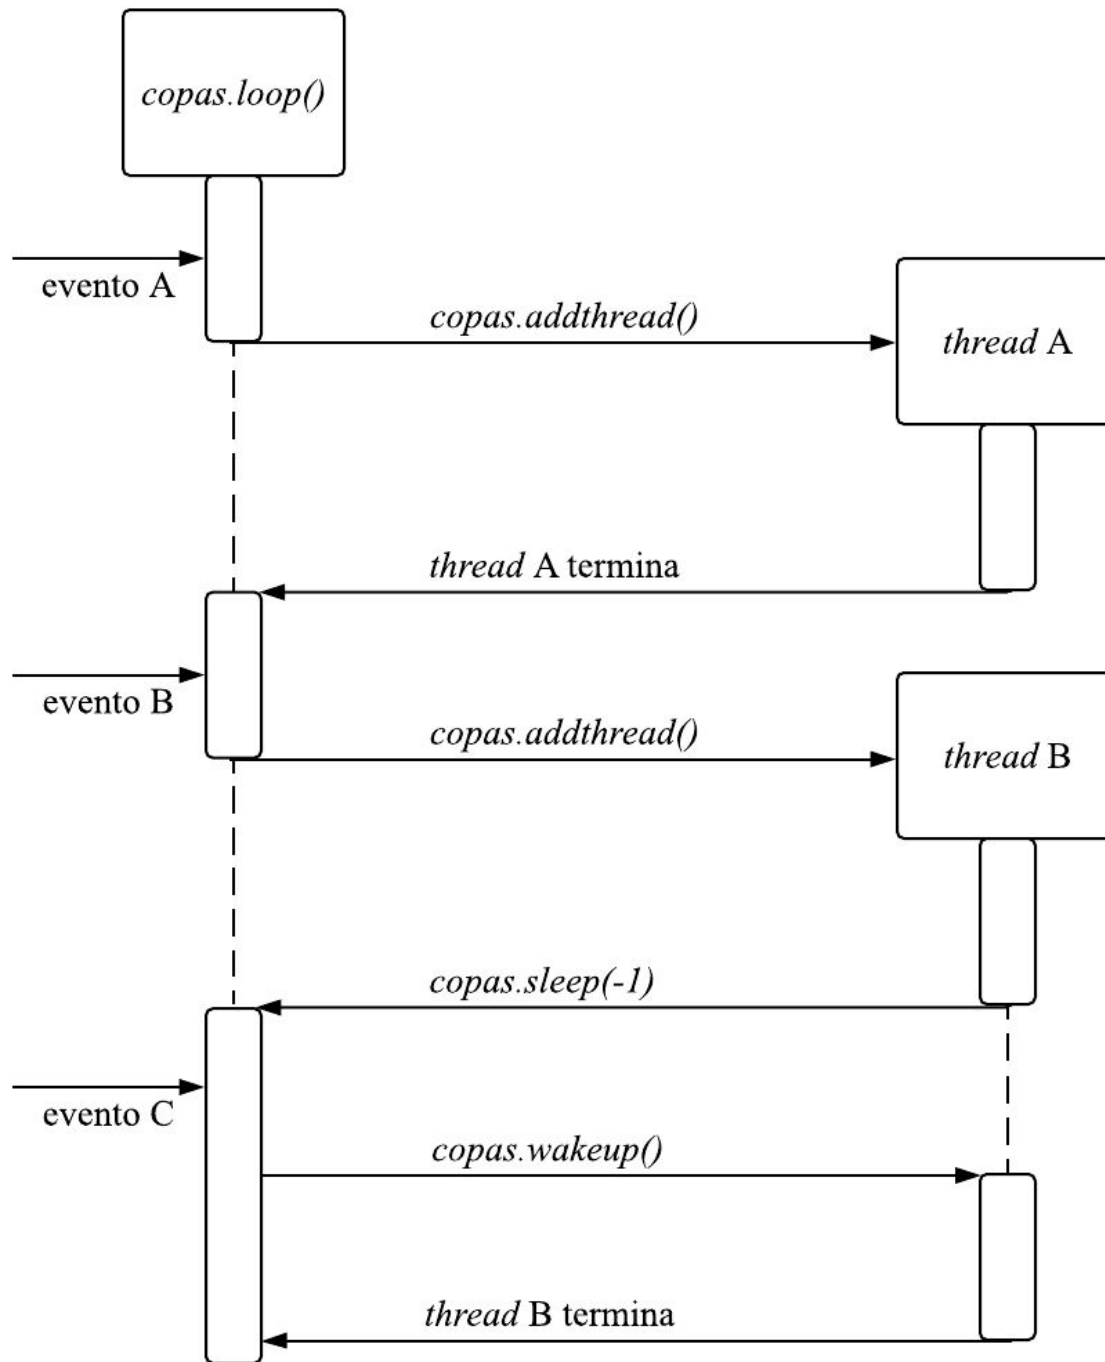 copas.loop()
evento A
copas.addthread()
thread A
thread A termina
evento B
copas.addthread()
thread B
copas.sleep(-1)
evento C
copas.wakeup()
thread B termina